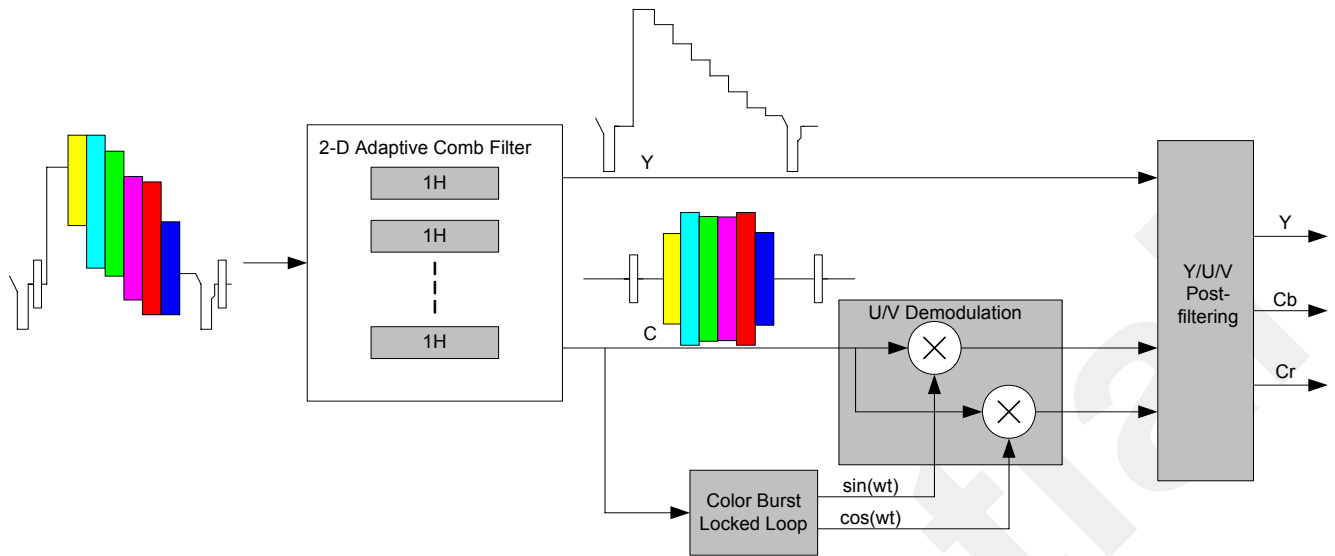 2-D Adaptive Comb Filter
1H
1H
1H
Y
C
U/V Demodulation
Color Burst
Locked Loop
sin(wt)
cos(wt)
Y/U/V
Post-
filtering
Y
Cb
Cr